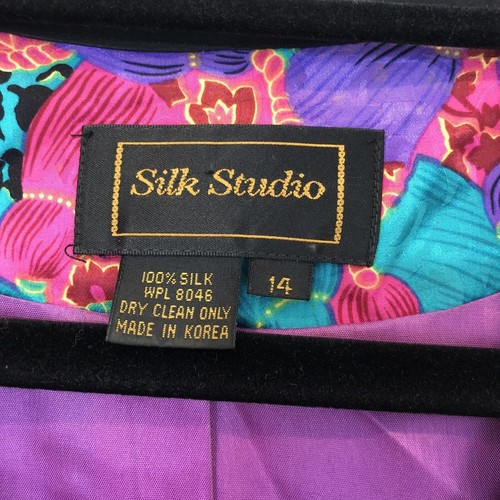 Silk Studio
100% SILK
WPL 8046
DRY CLEAN ONLY
MADE IN KOREA
14